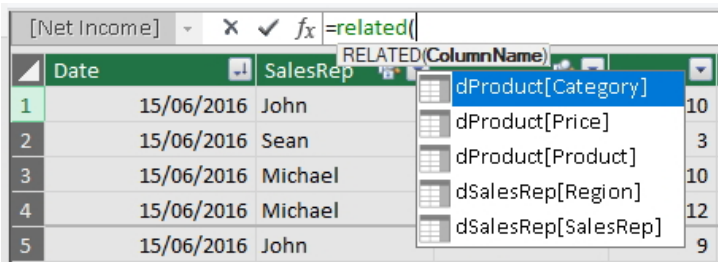 [Net Income] fx =related(
RELATED(ColumnName)
Date SalesRep
dProduct[Category]
1 15/06/2016 John 10
dProduct[Price]
2 15/06/2016 Sean 3
dProduct[Product]
3 15/06/2016 Michael 10
dSalesRep[Region]
4 15/06/2016 Michael 12
dSalesRep[SalesRep]
5 15/06/2016 John 9